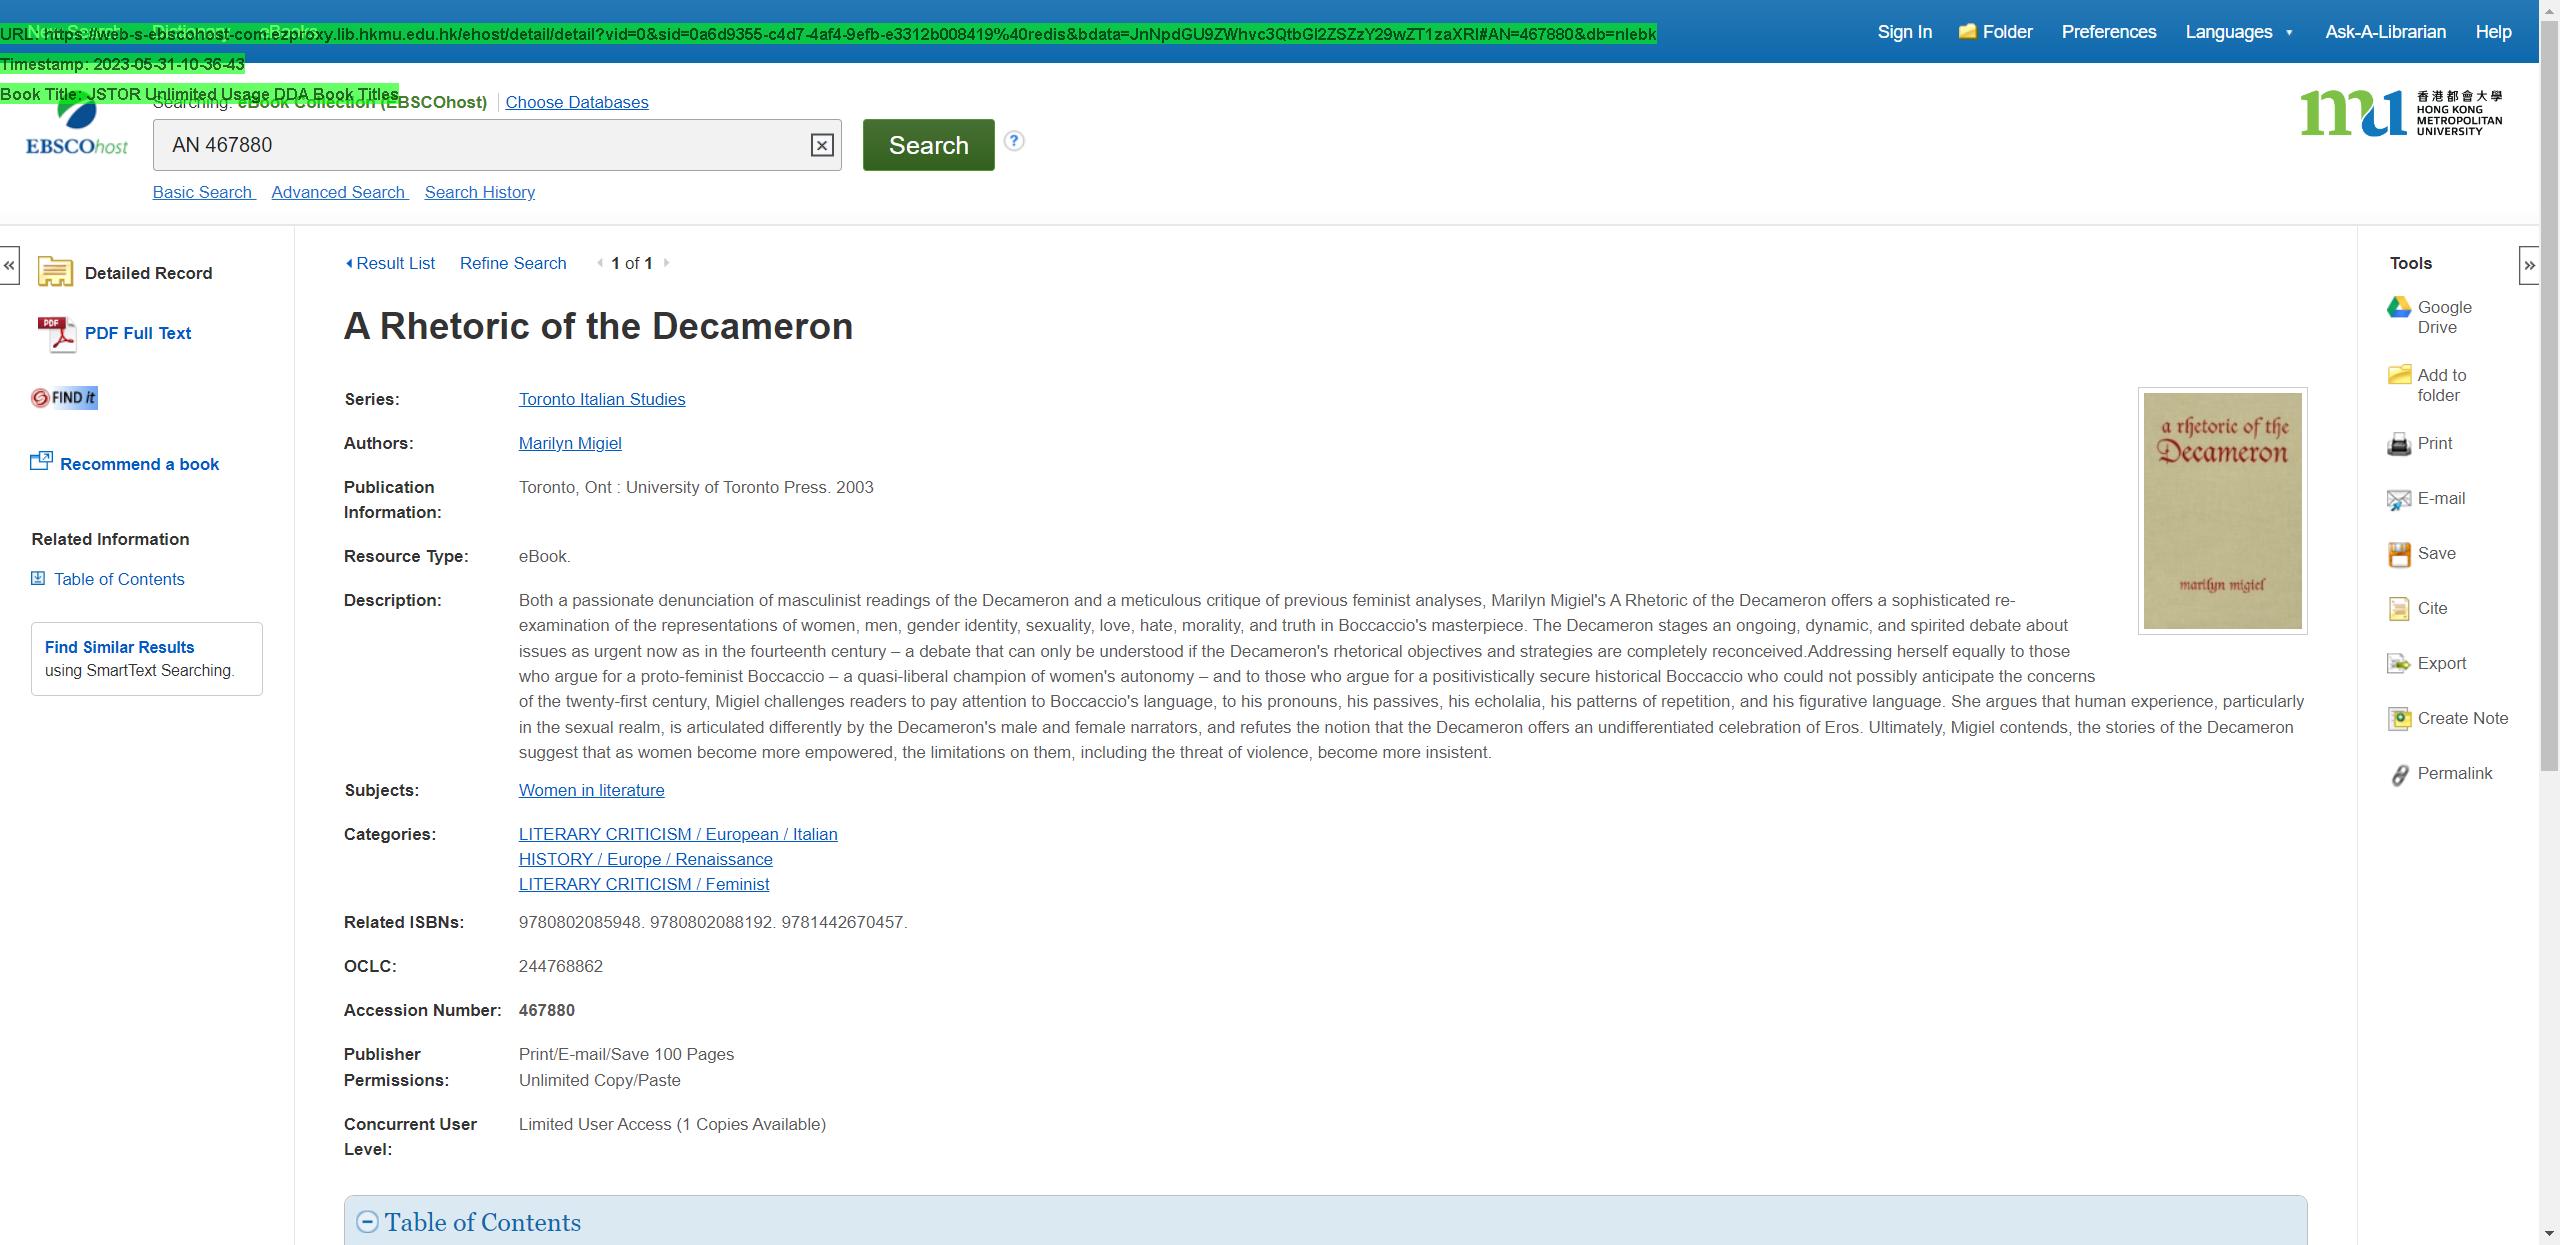 URL: https://web-s-ebscohost-com.ezproxy.lib.hkmu.edu.hk/ehost/detail/detail?vid=0&sid=0a6d9355-c4d7-4af4-9efb-e3312b008419%40redis&bdata=JnNpdGU9ZWhvc3QtbGl2ZSZzY29wZT1zaXRl#AN=467880&db=nlebk
Sign In Folder Preferences Languages Ask-A-Librarian Help
Timestamp: 2023-05-31-10-36-43
Book Title: JSTOR Unlimited Usage DDA Book Titles
Searching: eBook Collection (EBSCOhost) Choose Databases
EBSCOhost
AN 467880
Search
?
香港都會大學
HONG KONG
METROPOLITAN
UNIVERSITY
Basic Search Advanced Search Search History
Detailed Record
PDF Full Text
FIND it
Recommend a book
Related Information
Table of Contents
Find Similar Results
using SmartText Searching.
Result List Refine Search 1 of 1
A Rhetoric of the Decameron
Series: Toronto Italian Studies
Authors: Marilyn Migiel
Publication Information: Toronto, Ont : University of Toronto Press. 2003
Resource Type: eBook.
Description: Both a passionate denunciation of masculinist readings of the Decameron and a meticulous critique of previous feminist analyses, Marilyn Migiel's A Rhetoric of the Decameron offers a sophisticated re-
examination of the representations of women, men, gender identity, sexuality, love, hate, morality, and truth in Boccaccio's masterpiece. The Decameron stages an ongoing, dynamic, and spirited debate about
issues as urgent now as in the fourteenth century – a debate that can only be understood if the Decameron's rhetorical objectives and strategies are completely reconceived.Addressing herself equally to those
who argue for a proto-feminist Boccaccio – a quasi-liberal champion of women's autonomy – and to those who argue for a positivistically secure historical Boccaccio who could not possibly anticipate the concerns
of the twenty-first century, Migiel challenges readers to pay attention to Boccaccio's language, to his pronouns, his passives, his echolalia, his patterns of repetition, and his figurative language. She argues that human experience, particularly
in the sexual realm, is articulated differently by the Decameron's male and female narrators, and refutes the notion that the Decameron offers an undifferentiated celebration of Eros. Ultimately, Migiel contends, the stories of the Decameron
suggest that as women become more empowered, the limitations on them, including the threat of violence, become more insistent.
Subjects: Women in literature
Categories: LITERARY CRITICISM / European / Italian
HISTORY / Europe / Renaissance
LITERARY CRITICISM / Feminist
Related ISBNs: 9780802085948. 9780802088192. 9781442670457.
OCLC: 244768862
Accession Number: 467880
Publisher Permissions: Print/E-mail/Save 100 Pages
Unlimited Copy/Paste
Concurrent User Level: Limited User Access (1 Copies Available)
Table of Contents
a rhetoric of the
Decameron
marilyn migiel
Tools
Google
Drive
Add to
folder
Print
E-mail
Save
Cite
Export
Create Note
Permalink